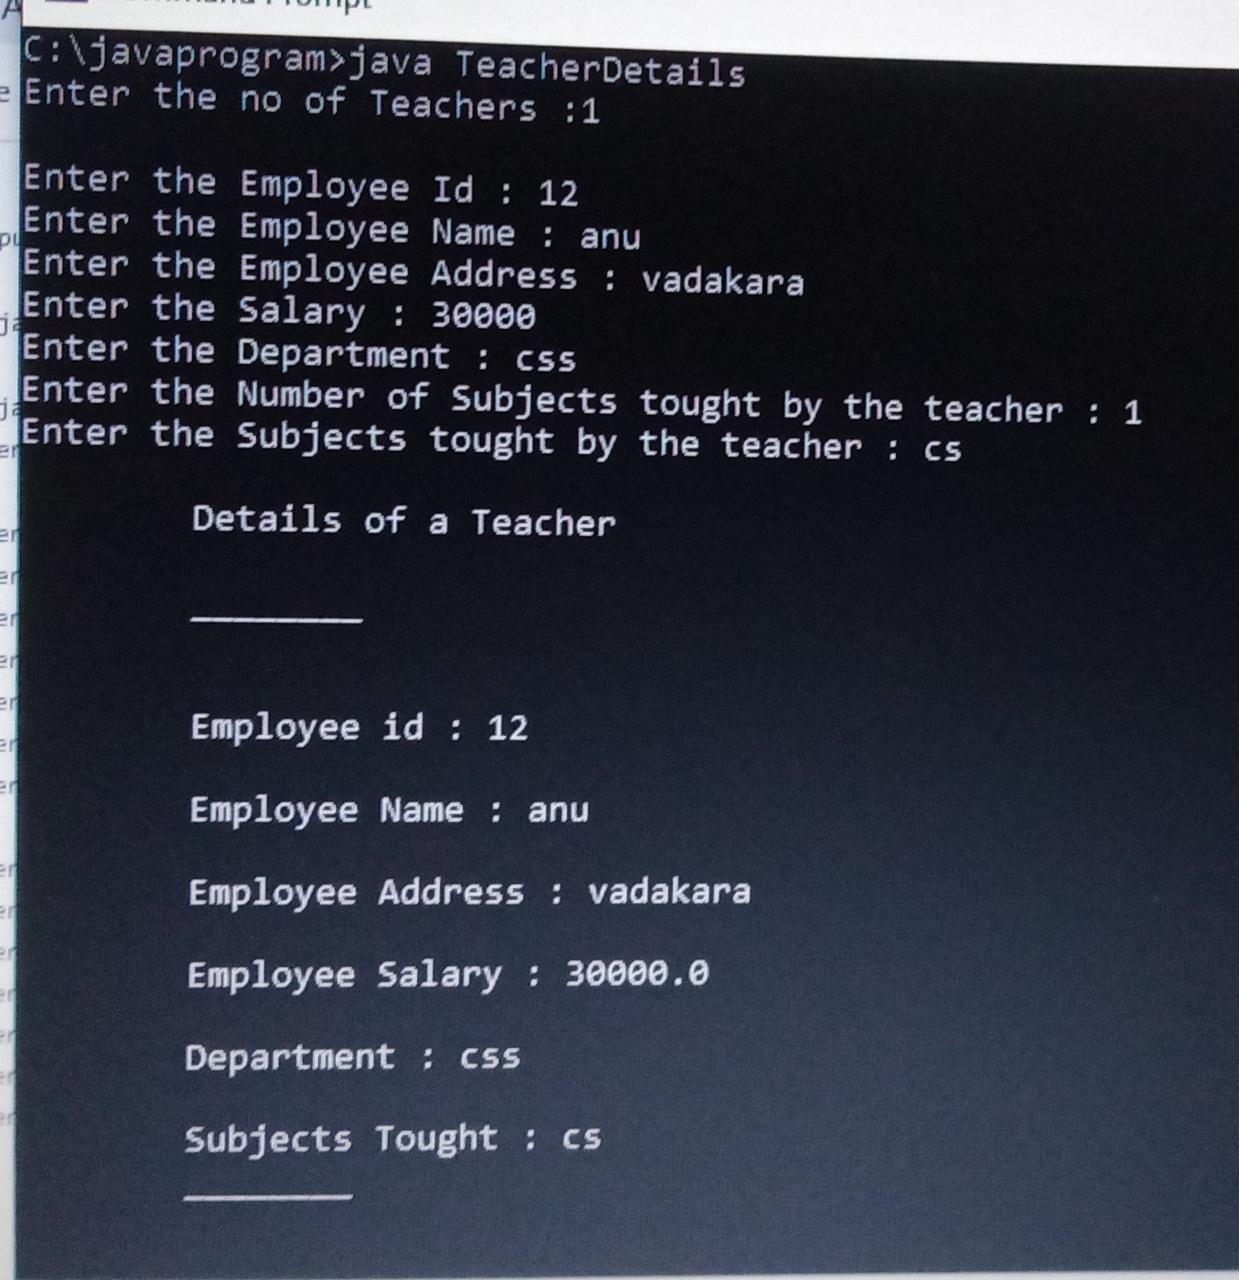 C:\javaprogram>java TeacherDetails
Enter the no of Teachers :1
Enter the Employee Id : 12
Enter the Employee Name : anu
Enter the Employee Address : vadakara
Enter the Salary : 30000
Enter the Department : css
Enter the Number of Subjects tought by the teacher : 1
Enter the Subjects tought by the teacher : cs
Details of a Teacher
Employee id : 12
Employee Name : anu
Employee Address : vadakara
Employee Salary : 30000.0
Department : css
Subjects Tought : cs